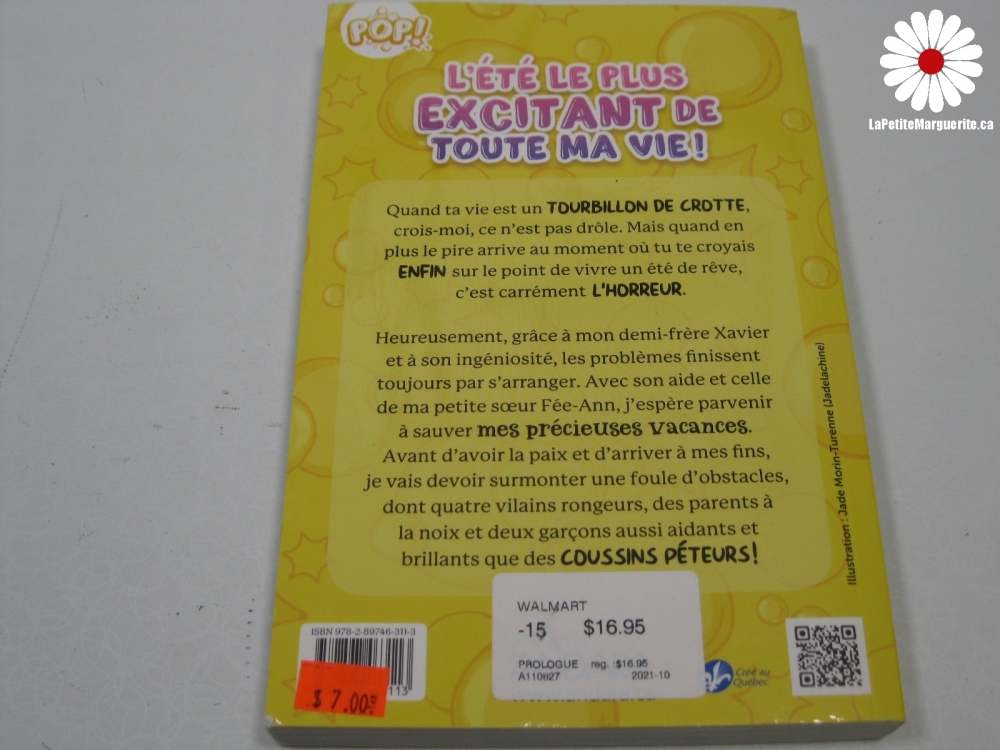 POP!
LaPetiteMarguerite.ca
L'ÉTÉ LE PLUS
EXCITANT DE
TOUTE MA VIE !
Quand ta vie est un TOURBILLON DE CROTTE,
crois-moi, ce n'est pas drôle. Mais quand en
plus le pire arrive au moment où tu te croyais
ENFIN sur le point de vivre un été de rêve,
c'est carrément L'HORREUR.
Heureusement, grâce à mon demi-frère Xavier
et à son ingéniosité, les problèmes finissent
toujours par s'arranger. Avec son aide et celle
de ma petite sœur Fée-Ann, j'espère parvenir
à sauver mes précieuses vacances.
Avant d'avoir la paix et d'arriver à mes fins,
je vais devoir surmonter une foule d'obstacles,
dont quatre vilains rongeurs, des parents à
la noix et deux garçons aussi aidants et
brillants que des COUSSINS PÉTEURS !
Illustration : Jade Morin-Turenne (Jadelachine)
ISBN 978-2-89746-311-3
113
$ 7.00
WALMART
-15 $16.95
PROLOGUE reg. :$16.95
A110827 2021-10
Créé au
Québec